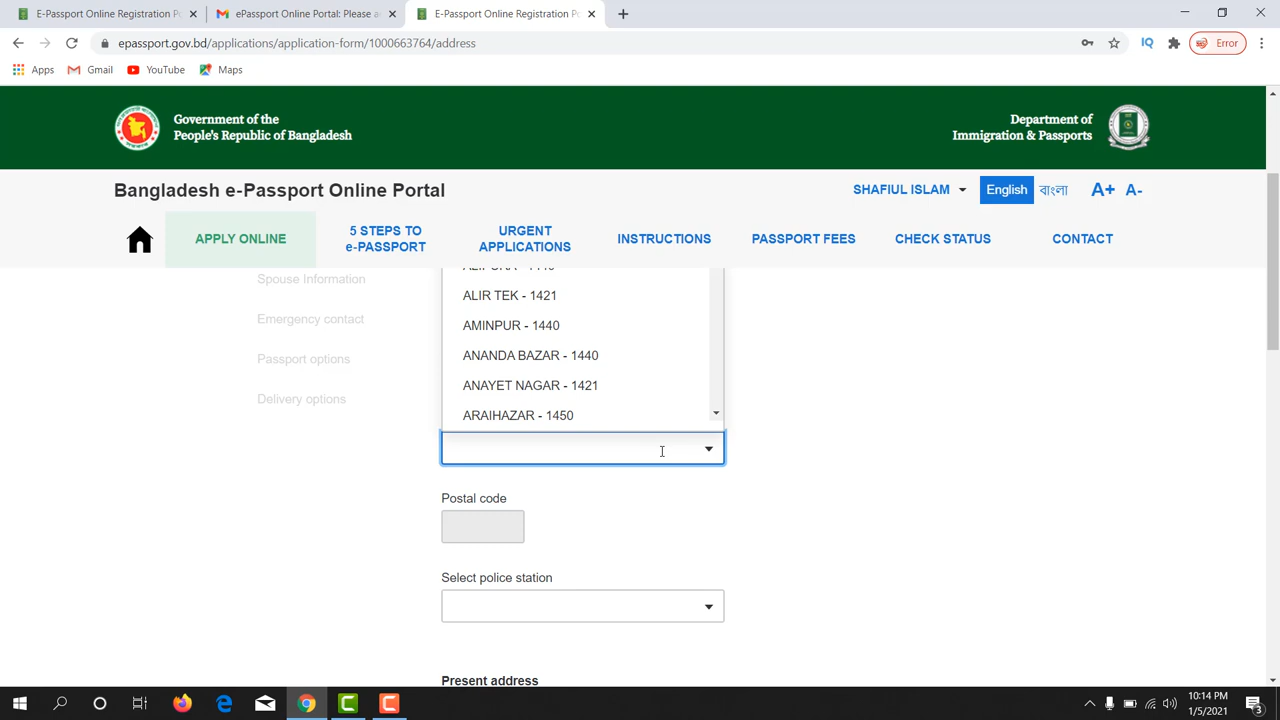 E-Passport Online Registration Po
ePassport Online Portal: Please ac
E-Passport Online Registration Po
epassport.gov.bd/applications/application-form/1000663764/address
IQ
Error
Apps
Gmail
YouTube
Maps
Government of the
People's Republic of Bangladesh
Department of
Immigration & Passports
Bangladesh e-Passport Online Portal
SHAFIUL ISLAM
English
বাংলা
A+
A-
APPLY ONLINE
5 STEPS TO
e-PASSPORT
URGENT
APPLICATIONS
INSTRUCTIONS
PASSPORT FEES
CHECK STATUS
CONTACT
Spouse Information
Emergency contact
Passport options
Delivery options
ALIR TEK - 1421
AMINPUR - 1440
ANANDA BAZAR - 1440
ANAYET NAGAR - 1421
ARAIHAZAR - 1450
Postal code
Select police station
Present address
10:14 PM
1/5/2021
3